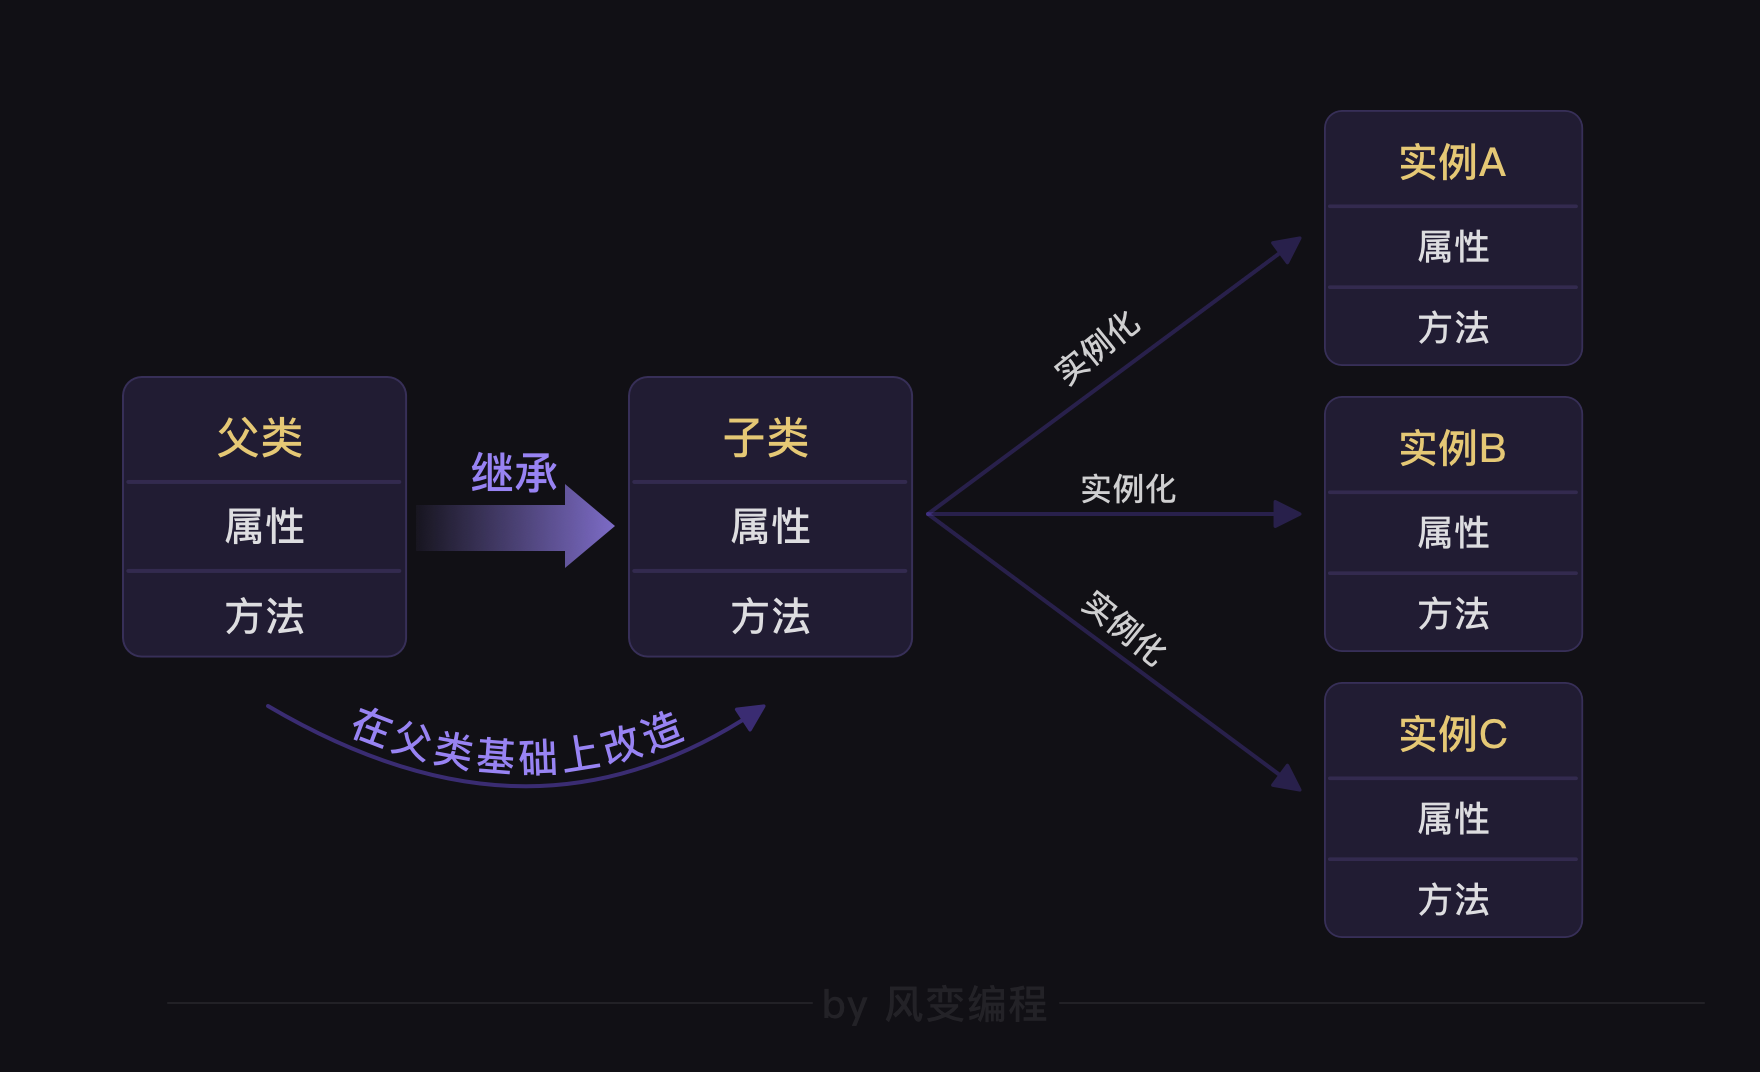 父类
属性
方法
继承
在父类基础上改造
子类
属性
方法
实例化
实例化
实例化
实例A
属性
方法
实例B
属性
方法
实例C
属性
方法
by 风变编程